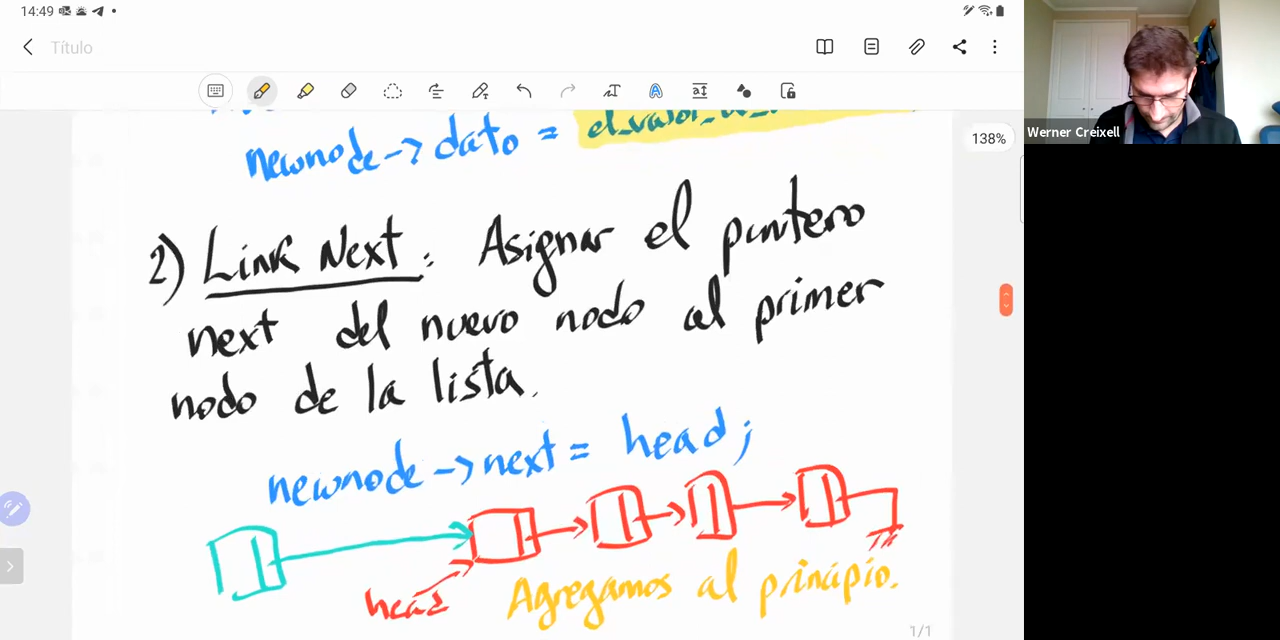 14:49
Título
newnode -> dato = el_valor_
138%
Werner Creixell
2) Link Next: Asignar el puntero
next del nuevo nodo al primer
nodo de la lista.
newnode -> next = head;
head
Agregamos al principio.
1/1